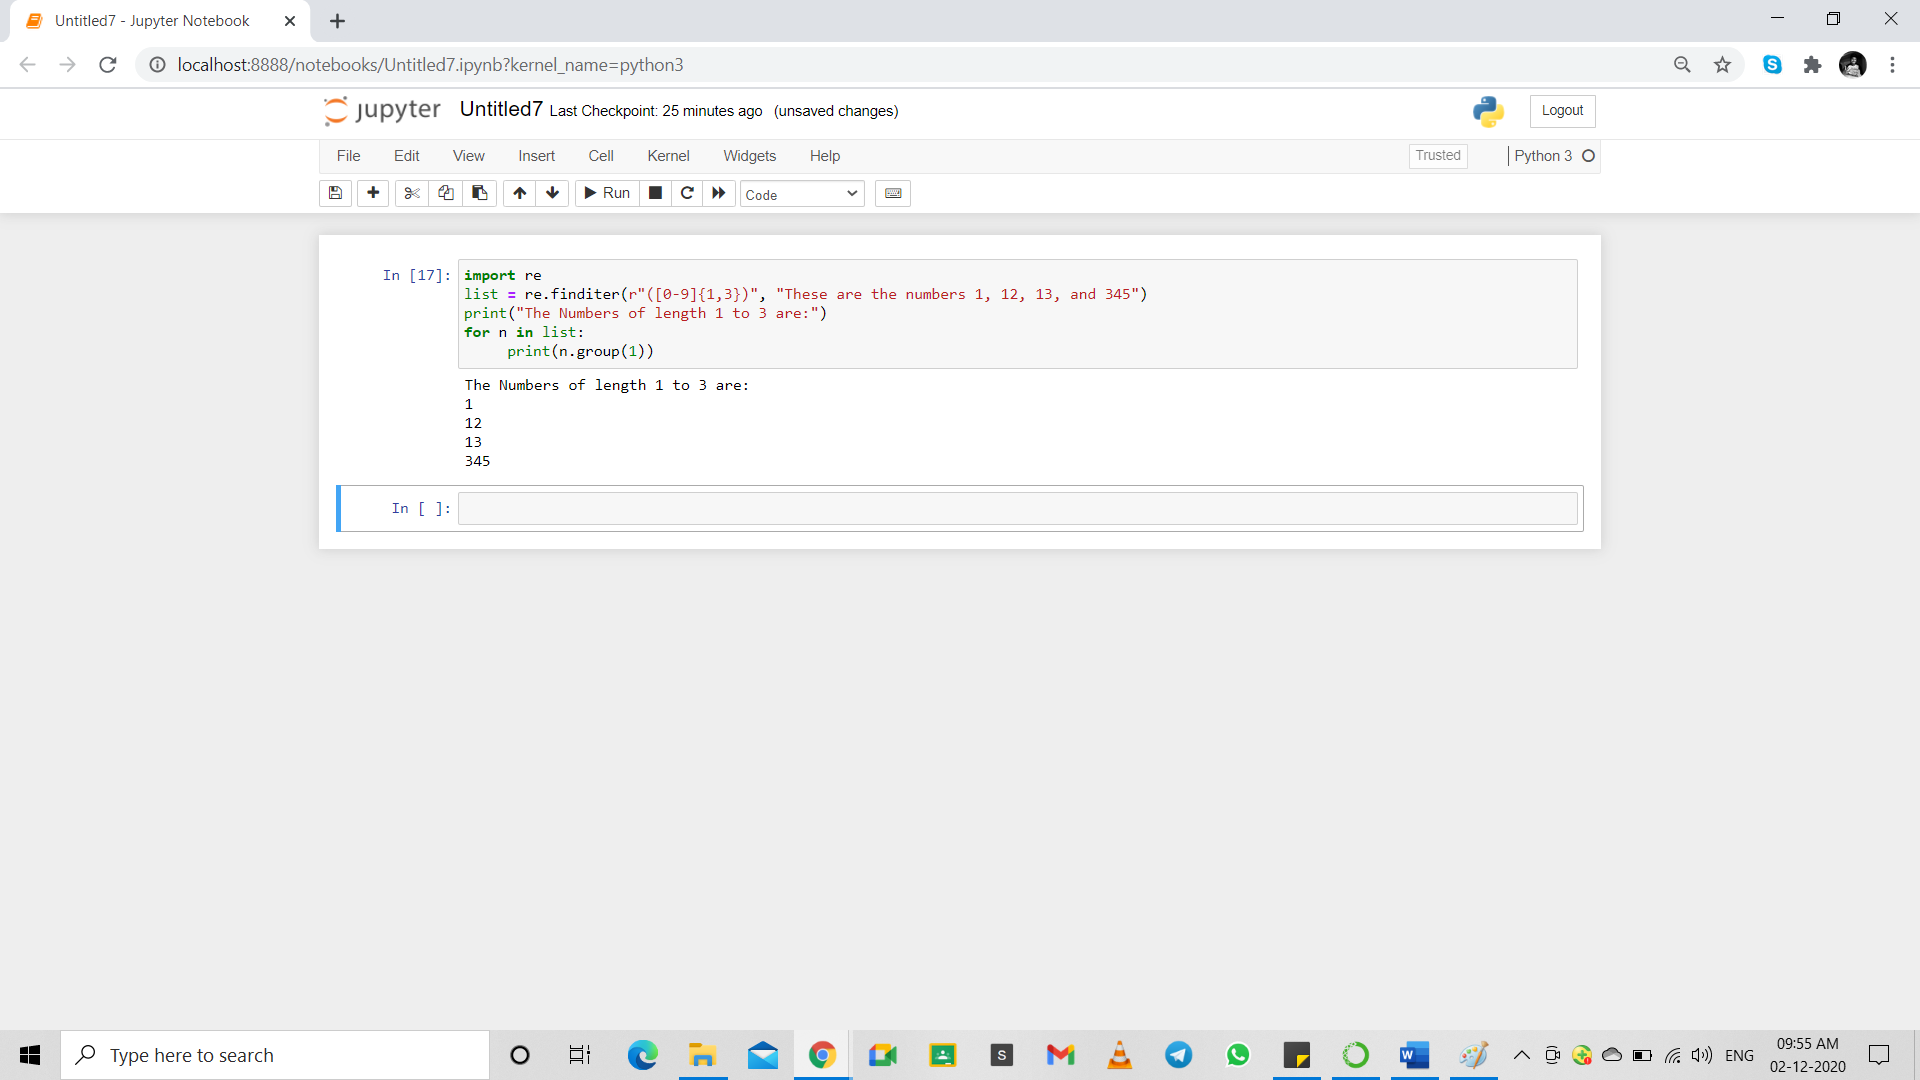 Untitled7 - Jupyter Notebook
localhost:8888/notebooks/Untitled7.ipynb?kernel_name=python3
S
jupyter Untitled7 Last Checkpoint: 25 minutes ago (unsaved changes)
Logout
File Edit View Insert Cell Kernel Widgets Help
Trusted
Python 3
Run
Code
In [17]:
import re
list = re.finditer(r"([0-9]{1,3})", "These are the numbers 1, 12, 13, and 345")
print("The Numbers of length 1 to 3 are:")
for n in list:
     print(n.group(1))
The Numbers of length 1 to 3 are:
1
12
13
345
In [ ]:
Type here to search
S
W
ENG
09:55 AM
02-12-2020